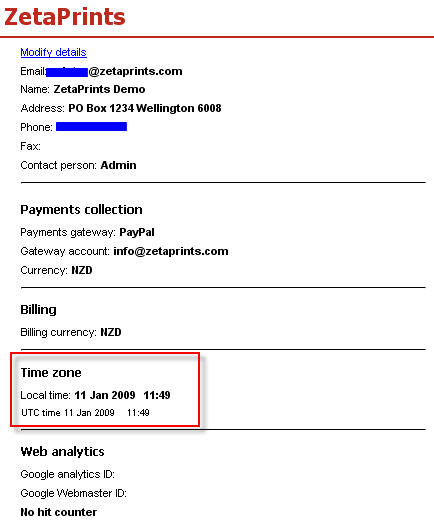 ZetaPrints
Modify details
Email: @zetaprints.com
Name: ZetaPrints Demo
Address: PO Box 1234 Wellington 6008
Phone:
Fax:
Contact person: Admin
Payments collection
Payments gateway: PayPal
Gateway account: info@zetaprints.com
Currency: NZD
Billing
Billing currency: NZD
Time zone
Local time: 11 Jan 2009 11:49
UTC time 11 Jan 2009 11:49
Web analytics
Google analytics ID:
Google Webmaster ID:
No hit counter